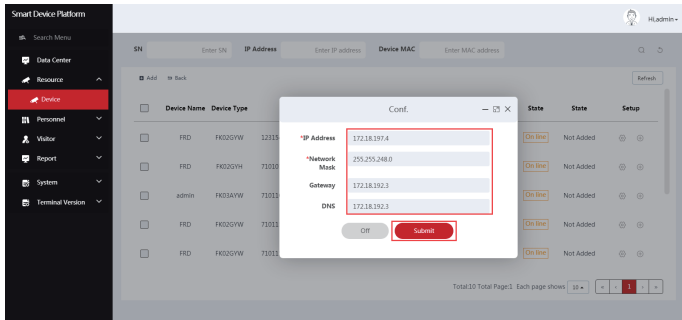 Smart Device Platform
Hi,admin
Search Menu
SN Enter SN IP Address Enter IP address Device MAC Enter MAC address
Data Center
Resource
Add Back Refresh
Device
Device Name Device Type Conf. State State Setup
Personnel
Visitor
Report
System
Terminal Version
FRD FK02GYW 12315 *IP Address 172.18.197.4 On line Not Added
FRD FK02GYH 71010 *Network Mask 255.255.248.0 On line Not Added
admin FK03AYW 71011 Gateway 172.18.192.3 On line Not Added
DNS 172.18.192.3
FRD FK02GYW 71011 Off Submit On line Not Added
FRD FK02GYW 71011 On line Not Added
Total:10 Total Page:1 Each page shows 10 « < 1 > »